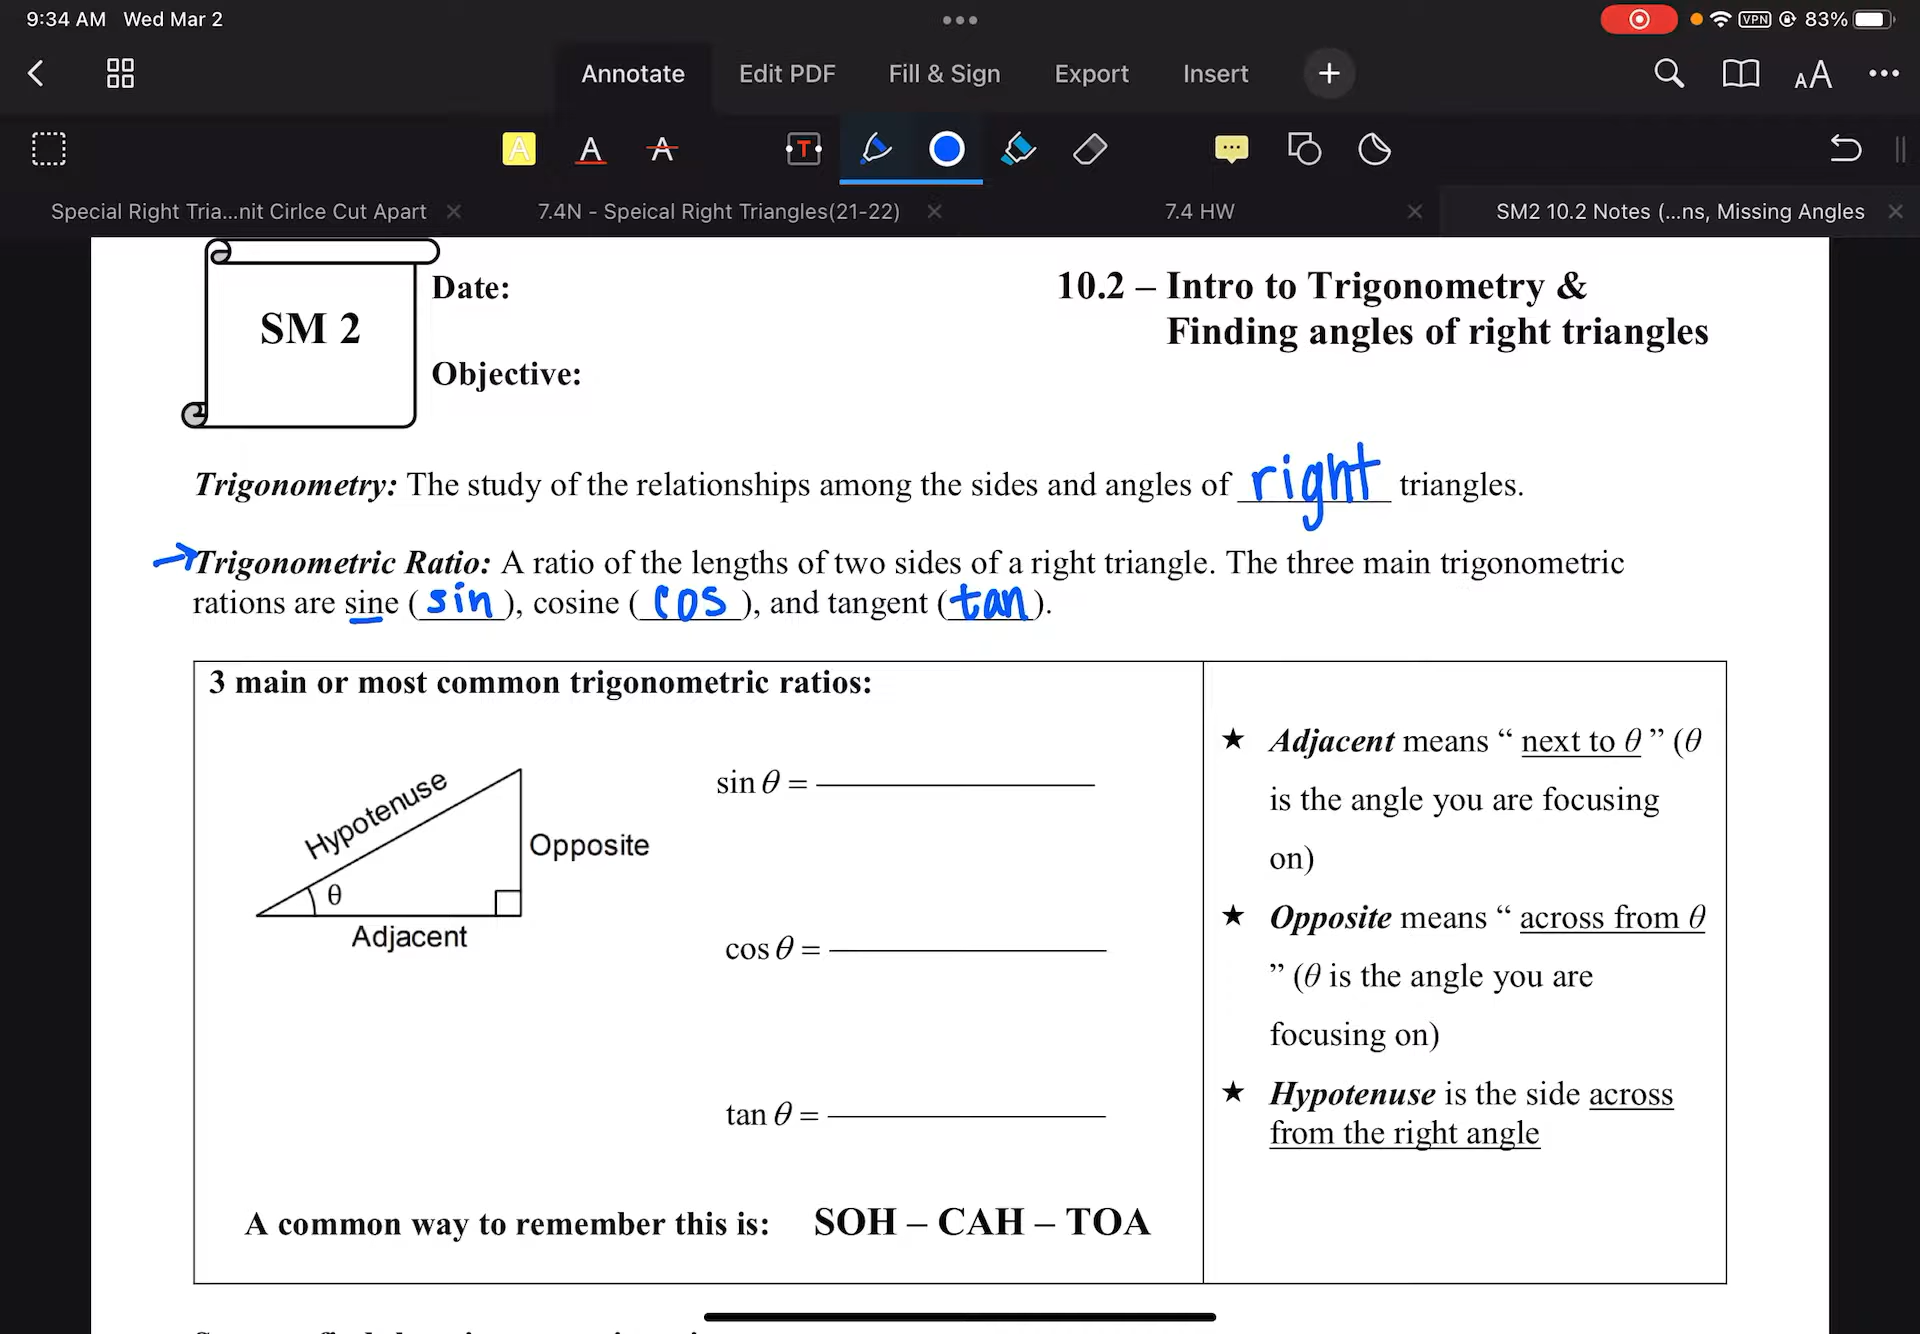 9:34 AM Wed Mar 2
VPN 83%
Annotate Edit PDF Fill & Sign Export Insert
AA
A A A T
Special Right Tria...nit Cirlce Cut Apart
7.4N - Speical Right Triangles(21-22)
7.4 HW
SM2 10.2 Notes (...ns, Missing Angles
SM 2
Date:
Objective:
10.2 – Intro to Trigonometry &
Finding angles of right triangles
Trigonometry: The study of the relationships among the sides and angles of right triangles.
→Trigonometric Ratio: A ratio of the lengths of two sides of a right triangle. The three main trigonometric
rations are sine (sin), cosine (cos), and tangent (tan).
3 main or most common trigonometric ratios:
Hypotenuse
Opposite
θ
Adjacent
sin θ =
cos θ =
tan θ =
A common way to remember this is: SOH – CAH – TOA
★ Adjacent means “ next to θ ” (θ
is the angle you are focusing
on)
★ Opposite means “ across from θ
” (θ is the angle you are
focusing on)
★ Hypotenuse is the side across
from the right angle